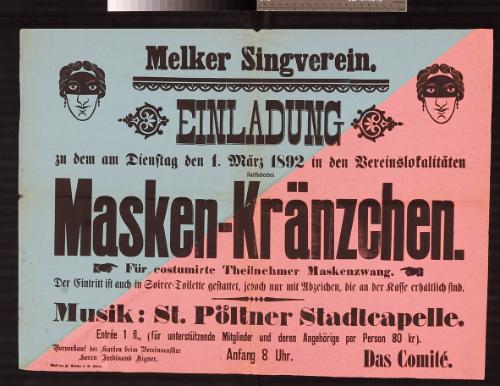 Melker Singverein.
EINLADUNG
zu dem am Dienstag den 1. März 1892 in den Vereinslokalitäten
stattfindenden
Masken-Kränzchen.
Für costumirte Theilnehmer Maskenzwang.
Der Eintritt ist auch in Soiree-Toilette gestattet, jedoch nur mit Abzeichen, die an der Kasse erhältlich sind.
Musik: St. Pöltner Stadtcapelle.
Entrée 1 fl., (für unterstützende Mitglieder und deren Angehörige per Person 80 kr).
Vorverkauf der Karten beim Vereinscassier
Herrn Ferdinand Aigner.
Anfang 8 Uhr.
Das Comité.